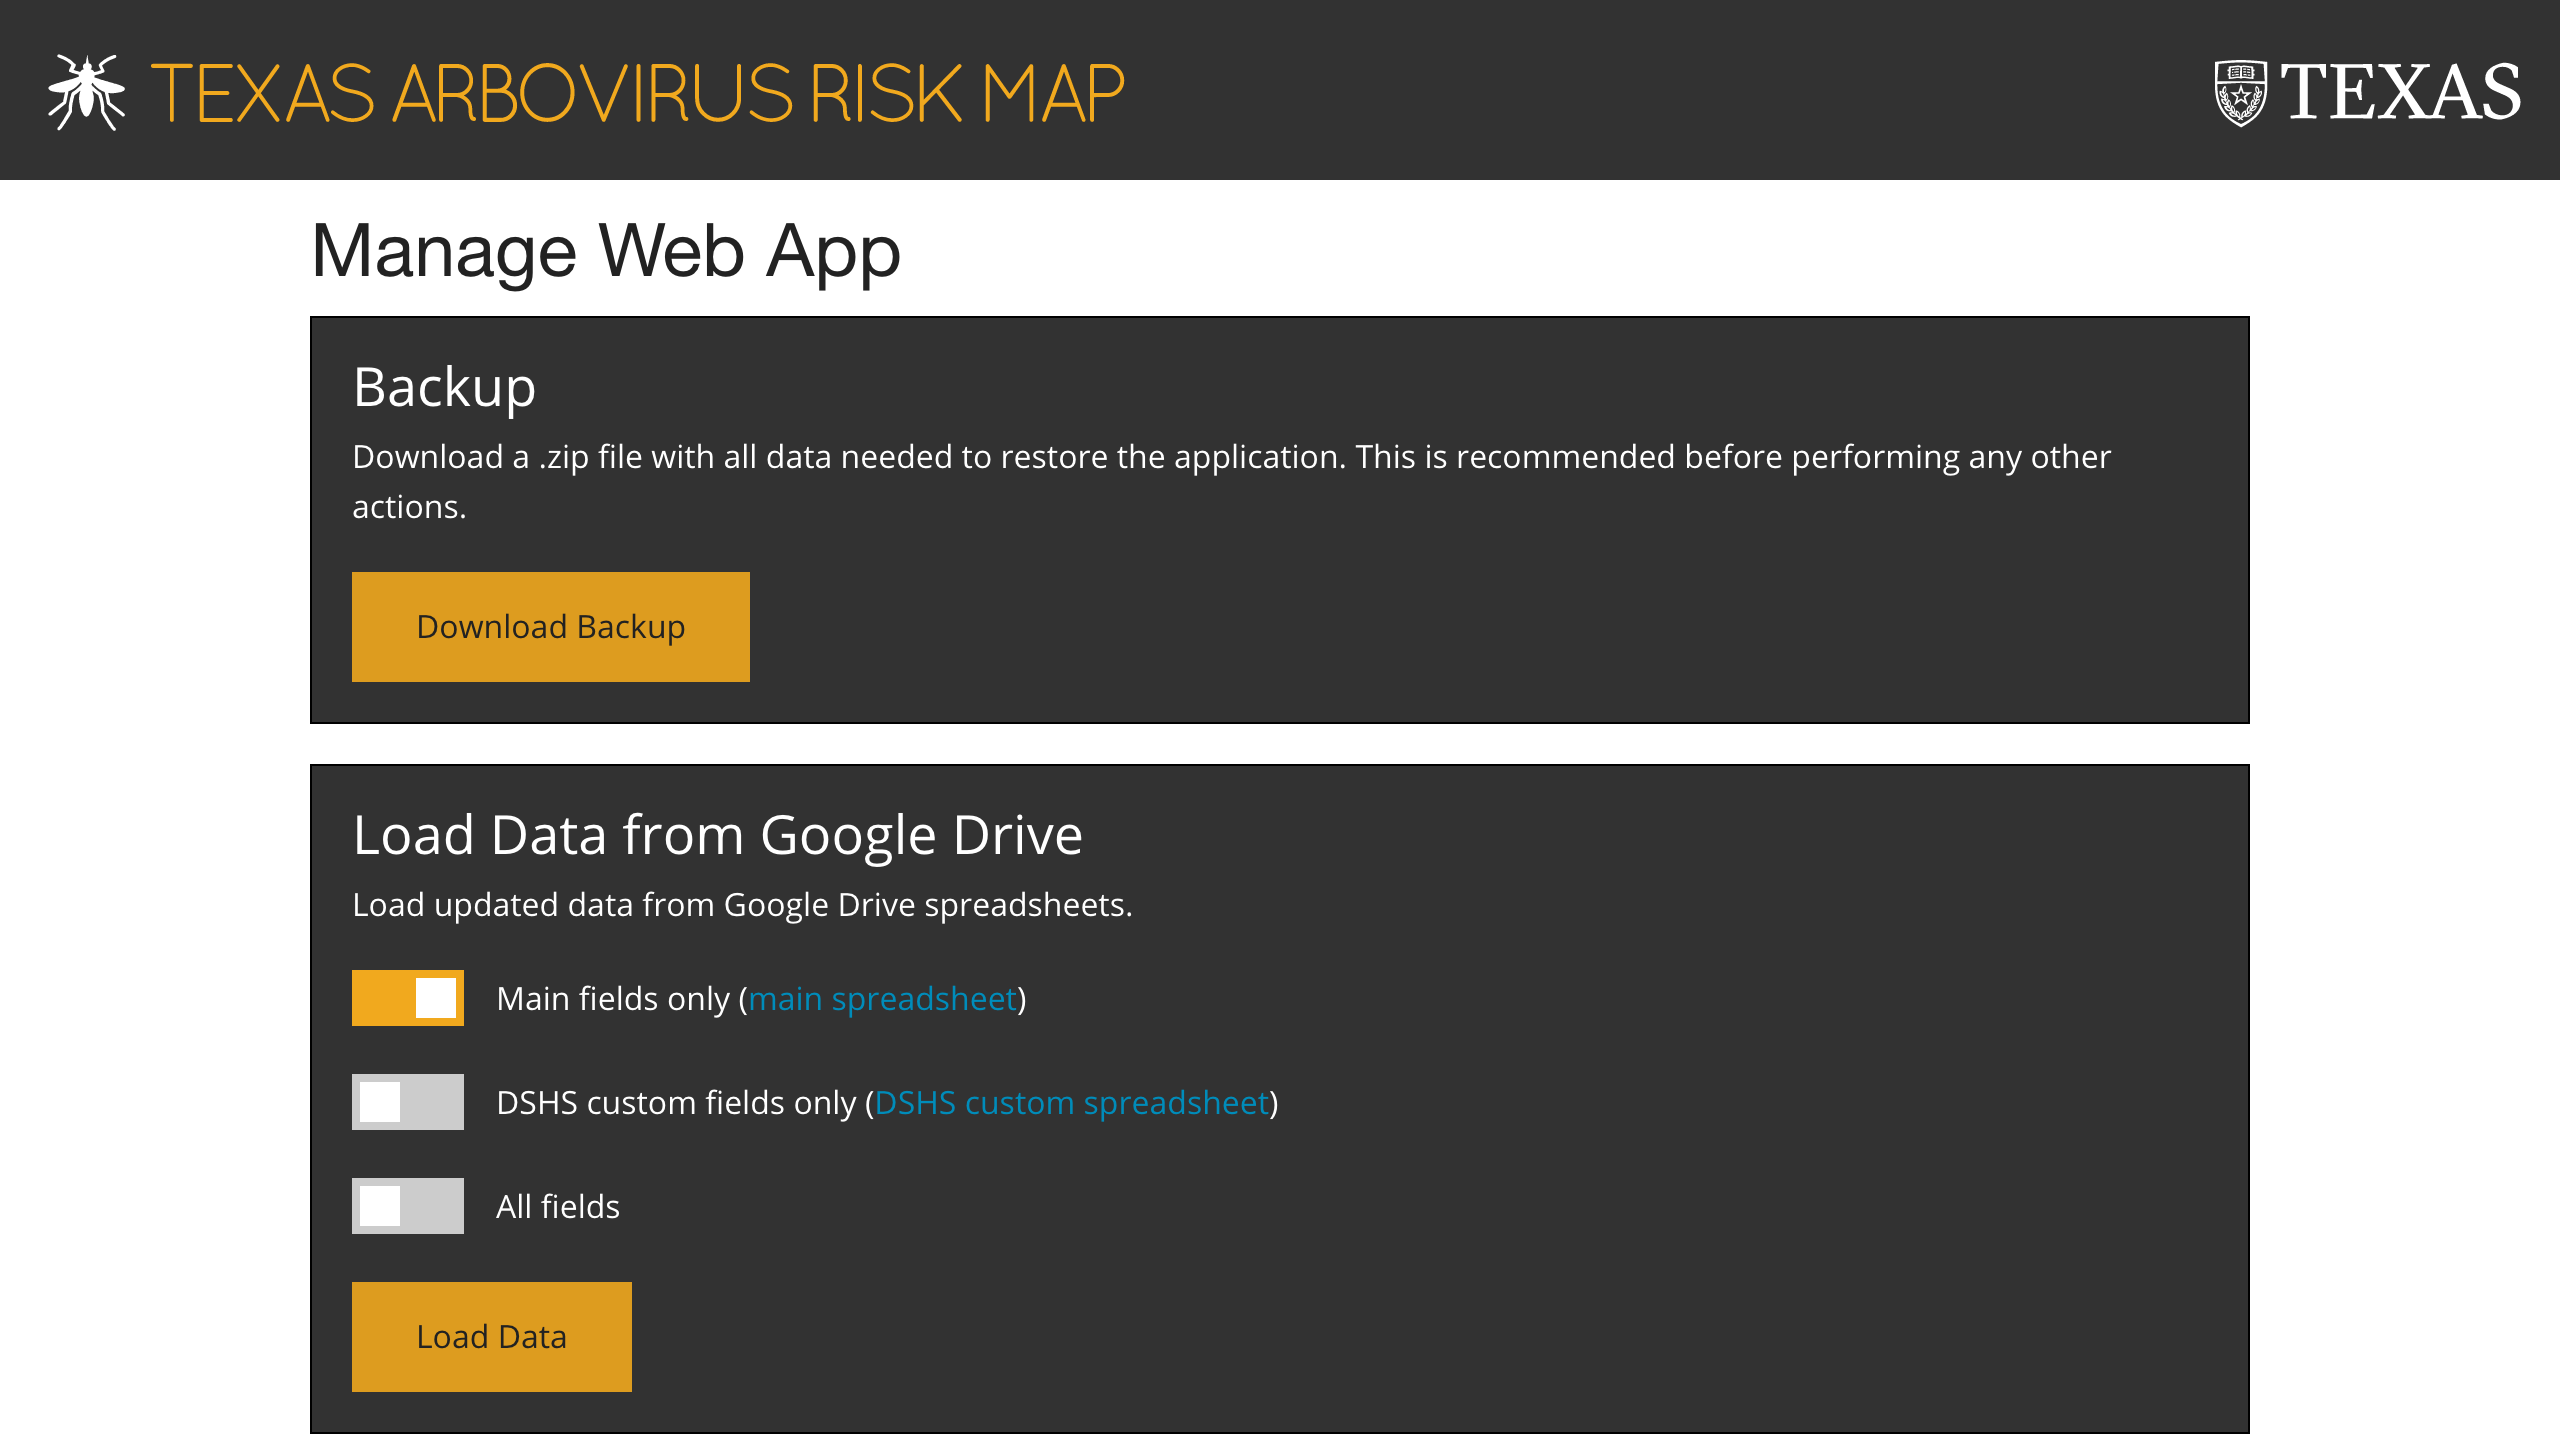 TEXAS ARBOVIRUS RISK MAP
TEXAS
Manage Web App
Backup
Download a .zip file with all data needed to restore the application. This is recommended before performing any other
actions.
Download Backup
Load Data from Google Drive
Load updated data from Google Drive spreadsheets.
Main fields only (main spreadsheet)
DSHS custom fields only (DSHS custom spreadsheet)
All fields
Load Data